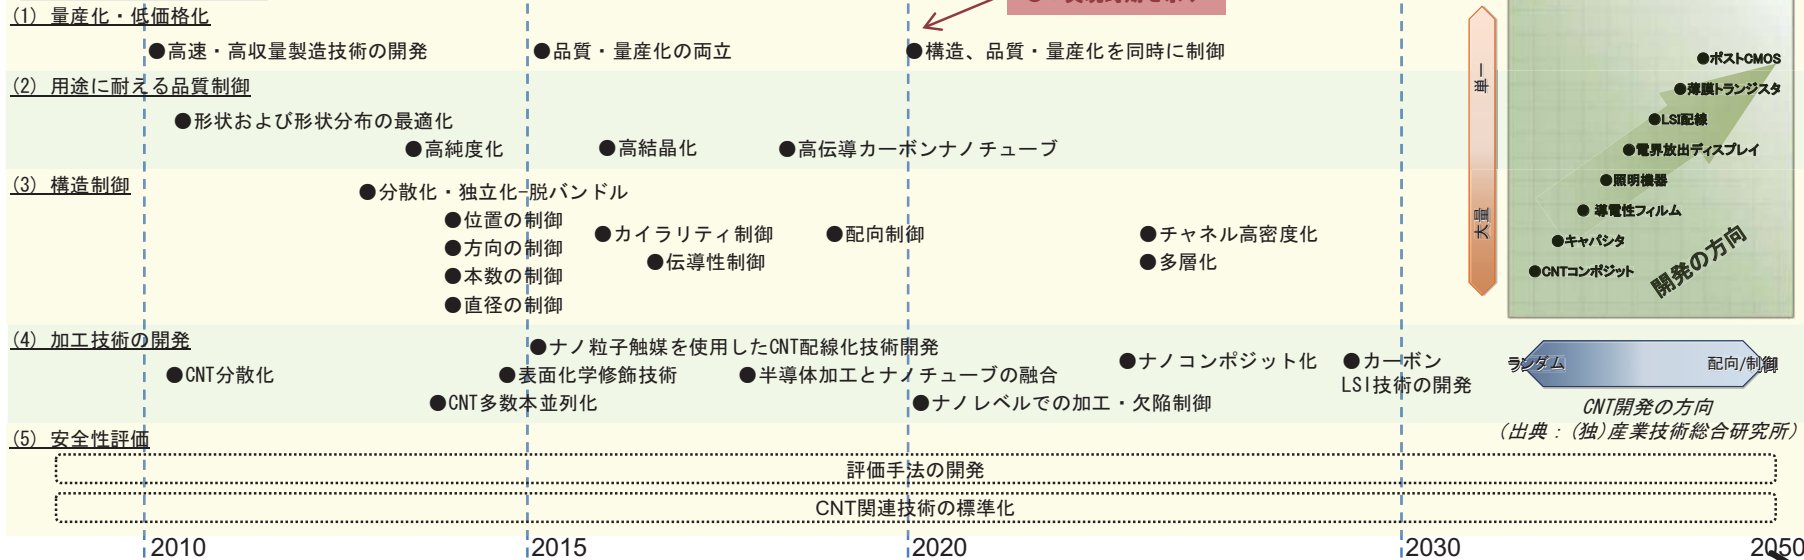 (1) 量産化・低価格化
●高速・高収量製造技術の開発
●品質・量産化の両立
●構造、品質・量産化を同時に制御
(2) 用途に耐える品質制御
●形状および形状分布の最適化
●高純度化
●高結晶化
●高伝導カーボンナノチューブ
(3) 構造制御
●分散化・独立化-脱バンドル
●位置の制御
●方向の制御
●本数の制御
●直径の制御
●カイラリティ制御
●伝導性制御
●配向制御
●チャネル高密度化
●多層化
(4) 加工技術の開発
●ナノ粒子触媒を使用したCNT配線化技術開発
●CNT分散化
●表面化学修飾技術
●半導体加工とナノチューブの融合
●CNT多数本並列化
●ナノレベルでの加工・欠陥制御
●ナノコンポジット化
●カーボン
LSI技術の開発
(5) 安全性評価
評価手法の開発
CNT関連技術の標準化
2010
2015
2020
2030
2050
単一
大量
●ポストCMOS
●薄膜トランジスタ
●LSI配線
●電界放出ディスプレイ
●照明機器
● 導電性フィルム
●キャパシタ
●CNTコンポジット
開発の方向
ランダム
配向/制御
CNT開発の方向
(出典：(独)産業技術総合研究所)